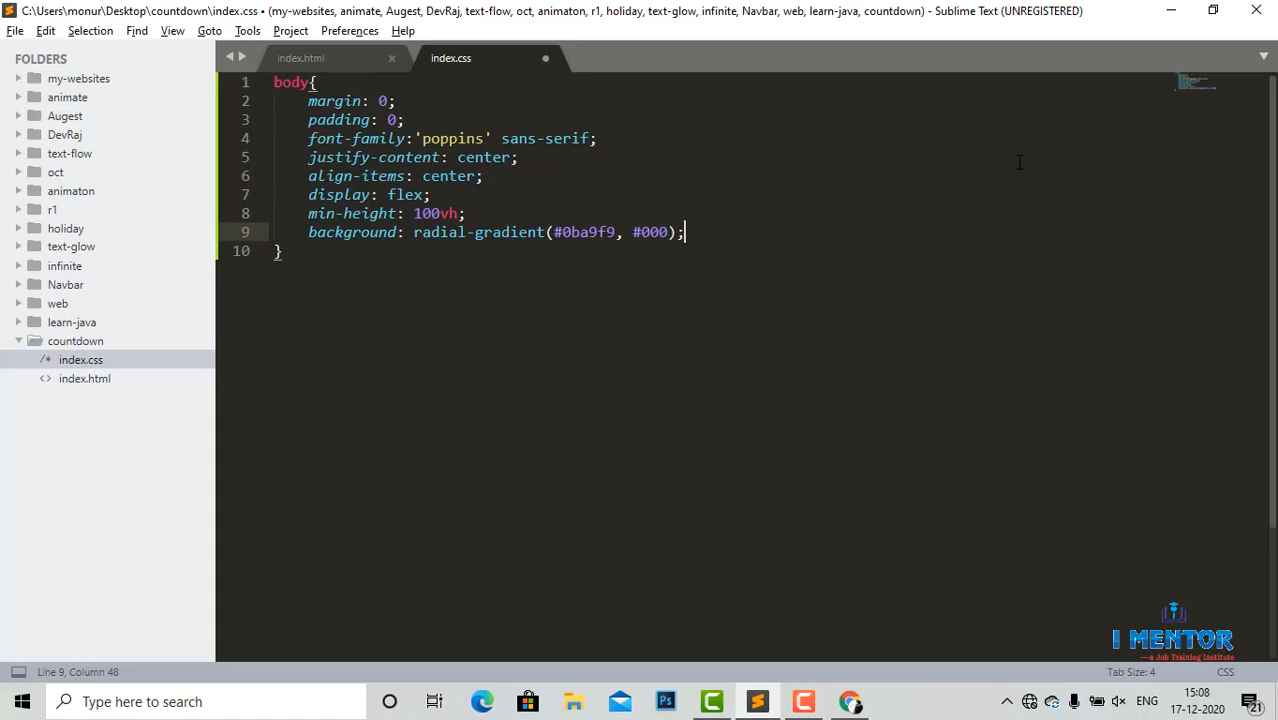 C:\Users\monur\Desktop\countdown\index.css • (my-websites, animate, Augest, DevRaj, text-flow, oct, animaton, r1, holiday, text-glow, infinite, Navbar, web, learn-java, countdown) - Sublime Text (UNREGISTERED)
File Edit Selection Find View Goto Tools Project Preferences Help
FOLDERS
my-websites
animate
Augest
DevRaj
text-flow
oct
animaton
r1
holiday
text-glow
infinite
Navbar
web
learn-java
countdown
/* index.css
<> index.html
index.html
index.css
1 body{
2 margin: 0;
3 padding: 0;
4 font-family:'poppins' sans-serif;
5 justify-content: center;
6 align-items: center;
7 display: flex;
8 min-height: 100vh;
9 background: radial-gradient(#0ba9f9, #000);
10 }
I MENTOR
—a Job Training Institute
Line 9, Column 48
Tab Size: 4
CSS
Type here to search
Ps
ENG
15:08
17-12-2020
21